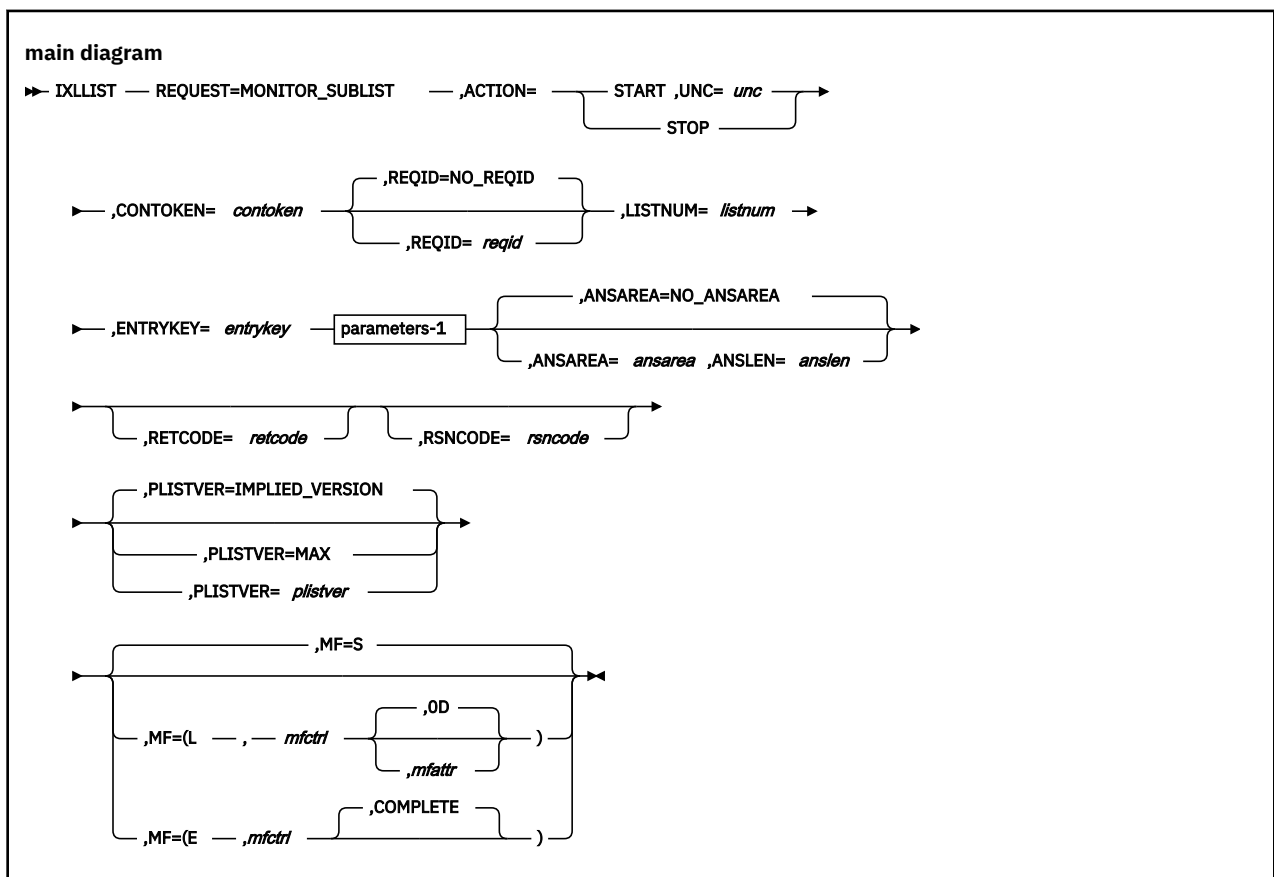 main diagram
IXLLIST REQUEST=MONITOR_SUBLIST ,ACTION= START ,UNC= unc
STOP
,REQID=NO_REQID
,CONTOKEN= contoken ,LISTNUM= listnum
,REQID= reqid
,ANSAREA=NO_ANSAREA
,ENTRYKEY= entrykey parameters-1
,ANSAREA= ansarea ,ANSLEN= anslen
,RETCODE= retcode ,RSNCODE= rsncode
,PLISTVER=IMPLIED_VERSION
,PLISTVER=MAX
,PLISTVER= plistver
,MF=S
,0D
,MF=(L , mfctrl )
,mfattr
,COMPLETE
,MF=(E ,mfctrl )